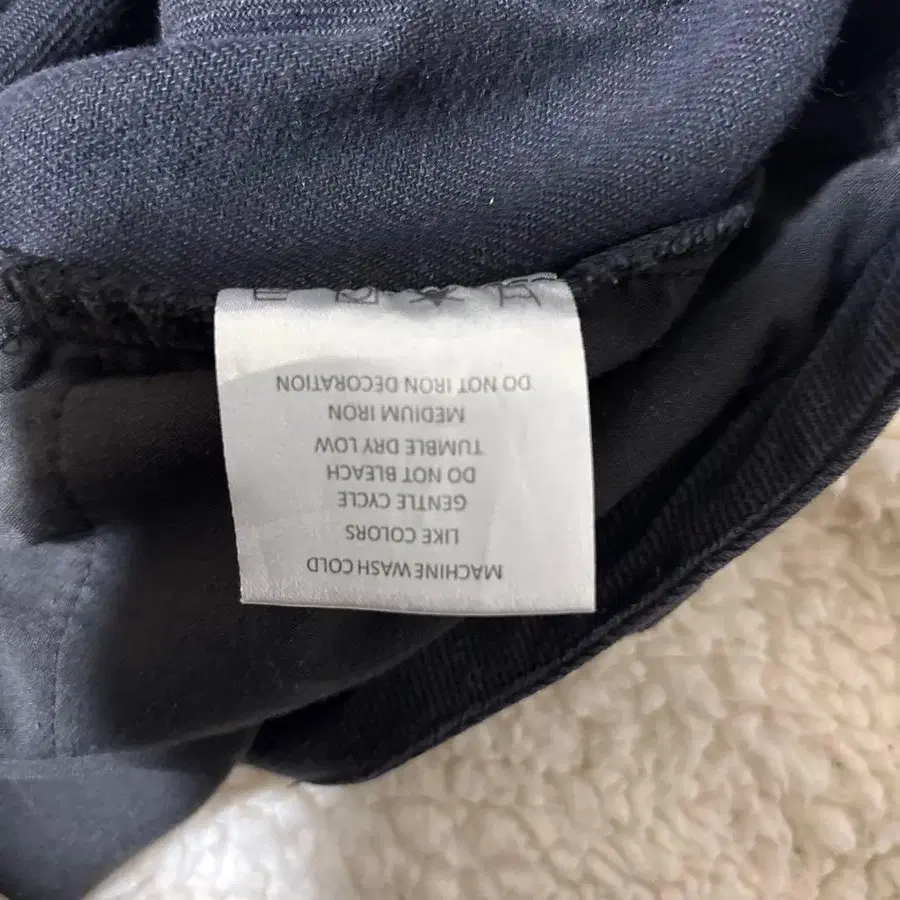 MACHINE WASH COLD
LIKE COLORS
GENTLE CYCLE
DO NOT BLEACH
TUMBLE DRY LOW
MEDIUM IRON
DO NOT IRON DECORATION